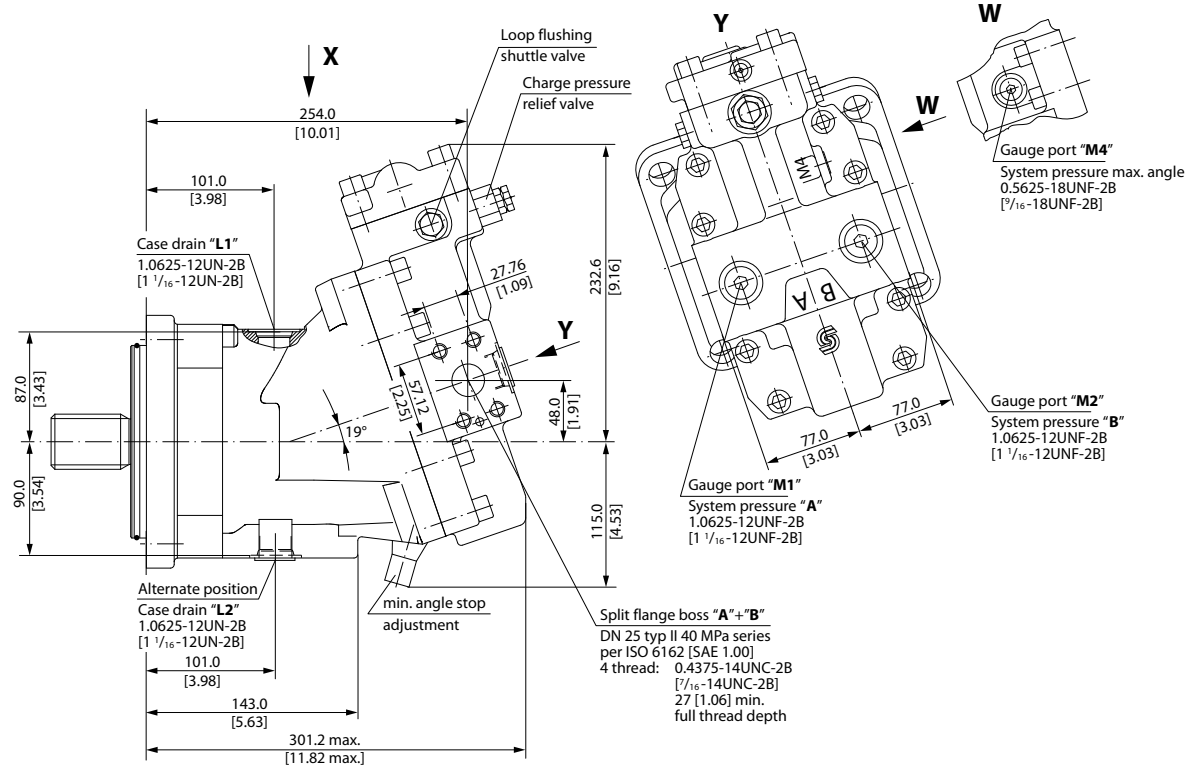 X
254.0
[10.01]
101.0
[3.98]
Case drain "L1"
1.0625-12UN-2B
[1 1/16 -12UN-2B]
Loop flushing
shuttle valve
Charge pressure
relief valve
27.76
[1.09]
232.6
[9.16]
Y
57.12
[2.25]
48.0
[1.91]
19°
87.0
[3.43]
90.0
[3.54]
115.0
[4.53]
Alternate position
Case drain "L2"
1.0625-12UN-2B
[1 1/16 -12UN-2B]
101.0
[3.98]
143.0
[5.63]
301.2 max.
[11.82 max.]
min. angle stop
adjustment
Split flange boss "A"+"B"
DN 25 typ II 40 MPa series
per ISO 6162 [SAE 1.00]
4 thread: 0.4375-14UNC-2B
[7/16 -14UNC-2B]
27 [1.06] min.
full thread depth
Y
W
M4
B A
77.0
[3.03]
77.0
[3.03]
Gauge port "M1"
System pressure "A"
1.0625-12UNF-2B
[1 1/16 -12UNF-2B]
Gauge port "M2"
System pressure "B"
1.0625-12UNF-2B
[1 1/16 -12UNF-2B]
W
Gauge port "M4"
System pressure max. angle
0.5625-18UNF-2B
[9/16 -18UNF-2B]